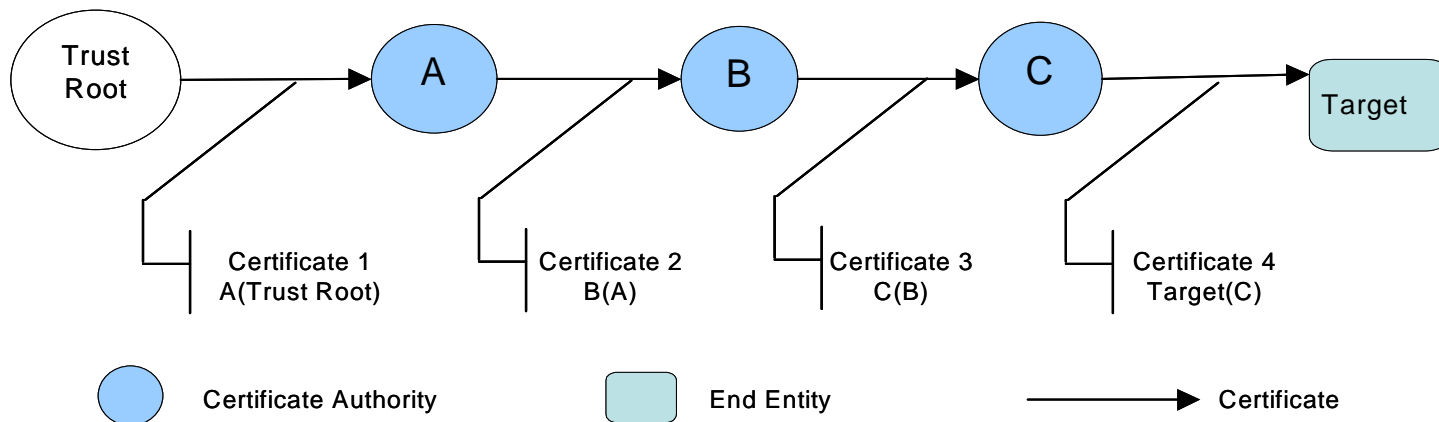 Trust
Root
A
B
C
Target
Certificate 1
A(Trust Root)
Certificate 2
B(A)
Certificate 3
C(B)
Certificate 4
Target(C)
Certificate Authority
End Entity
Certificate